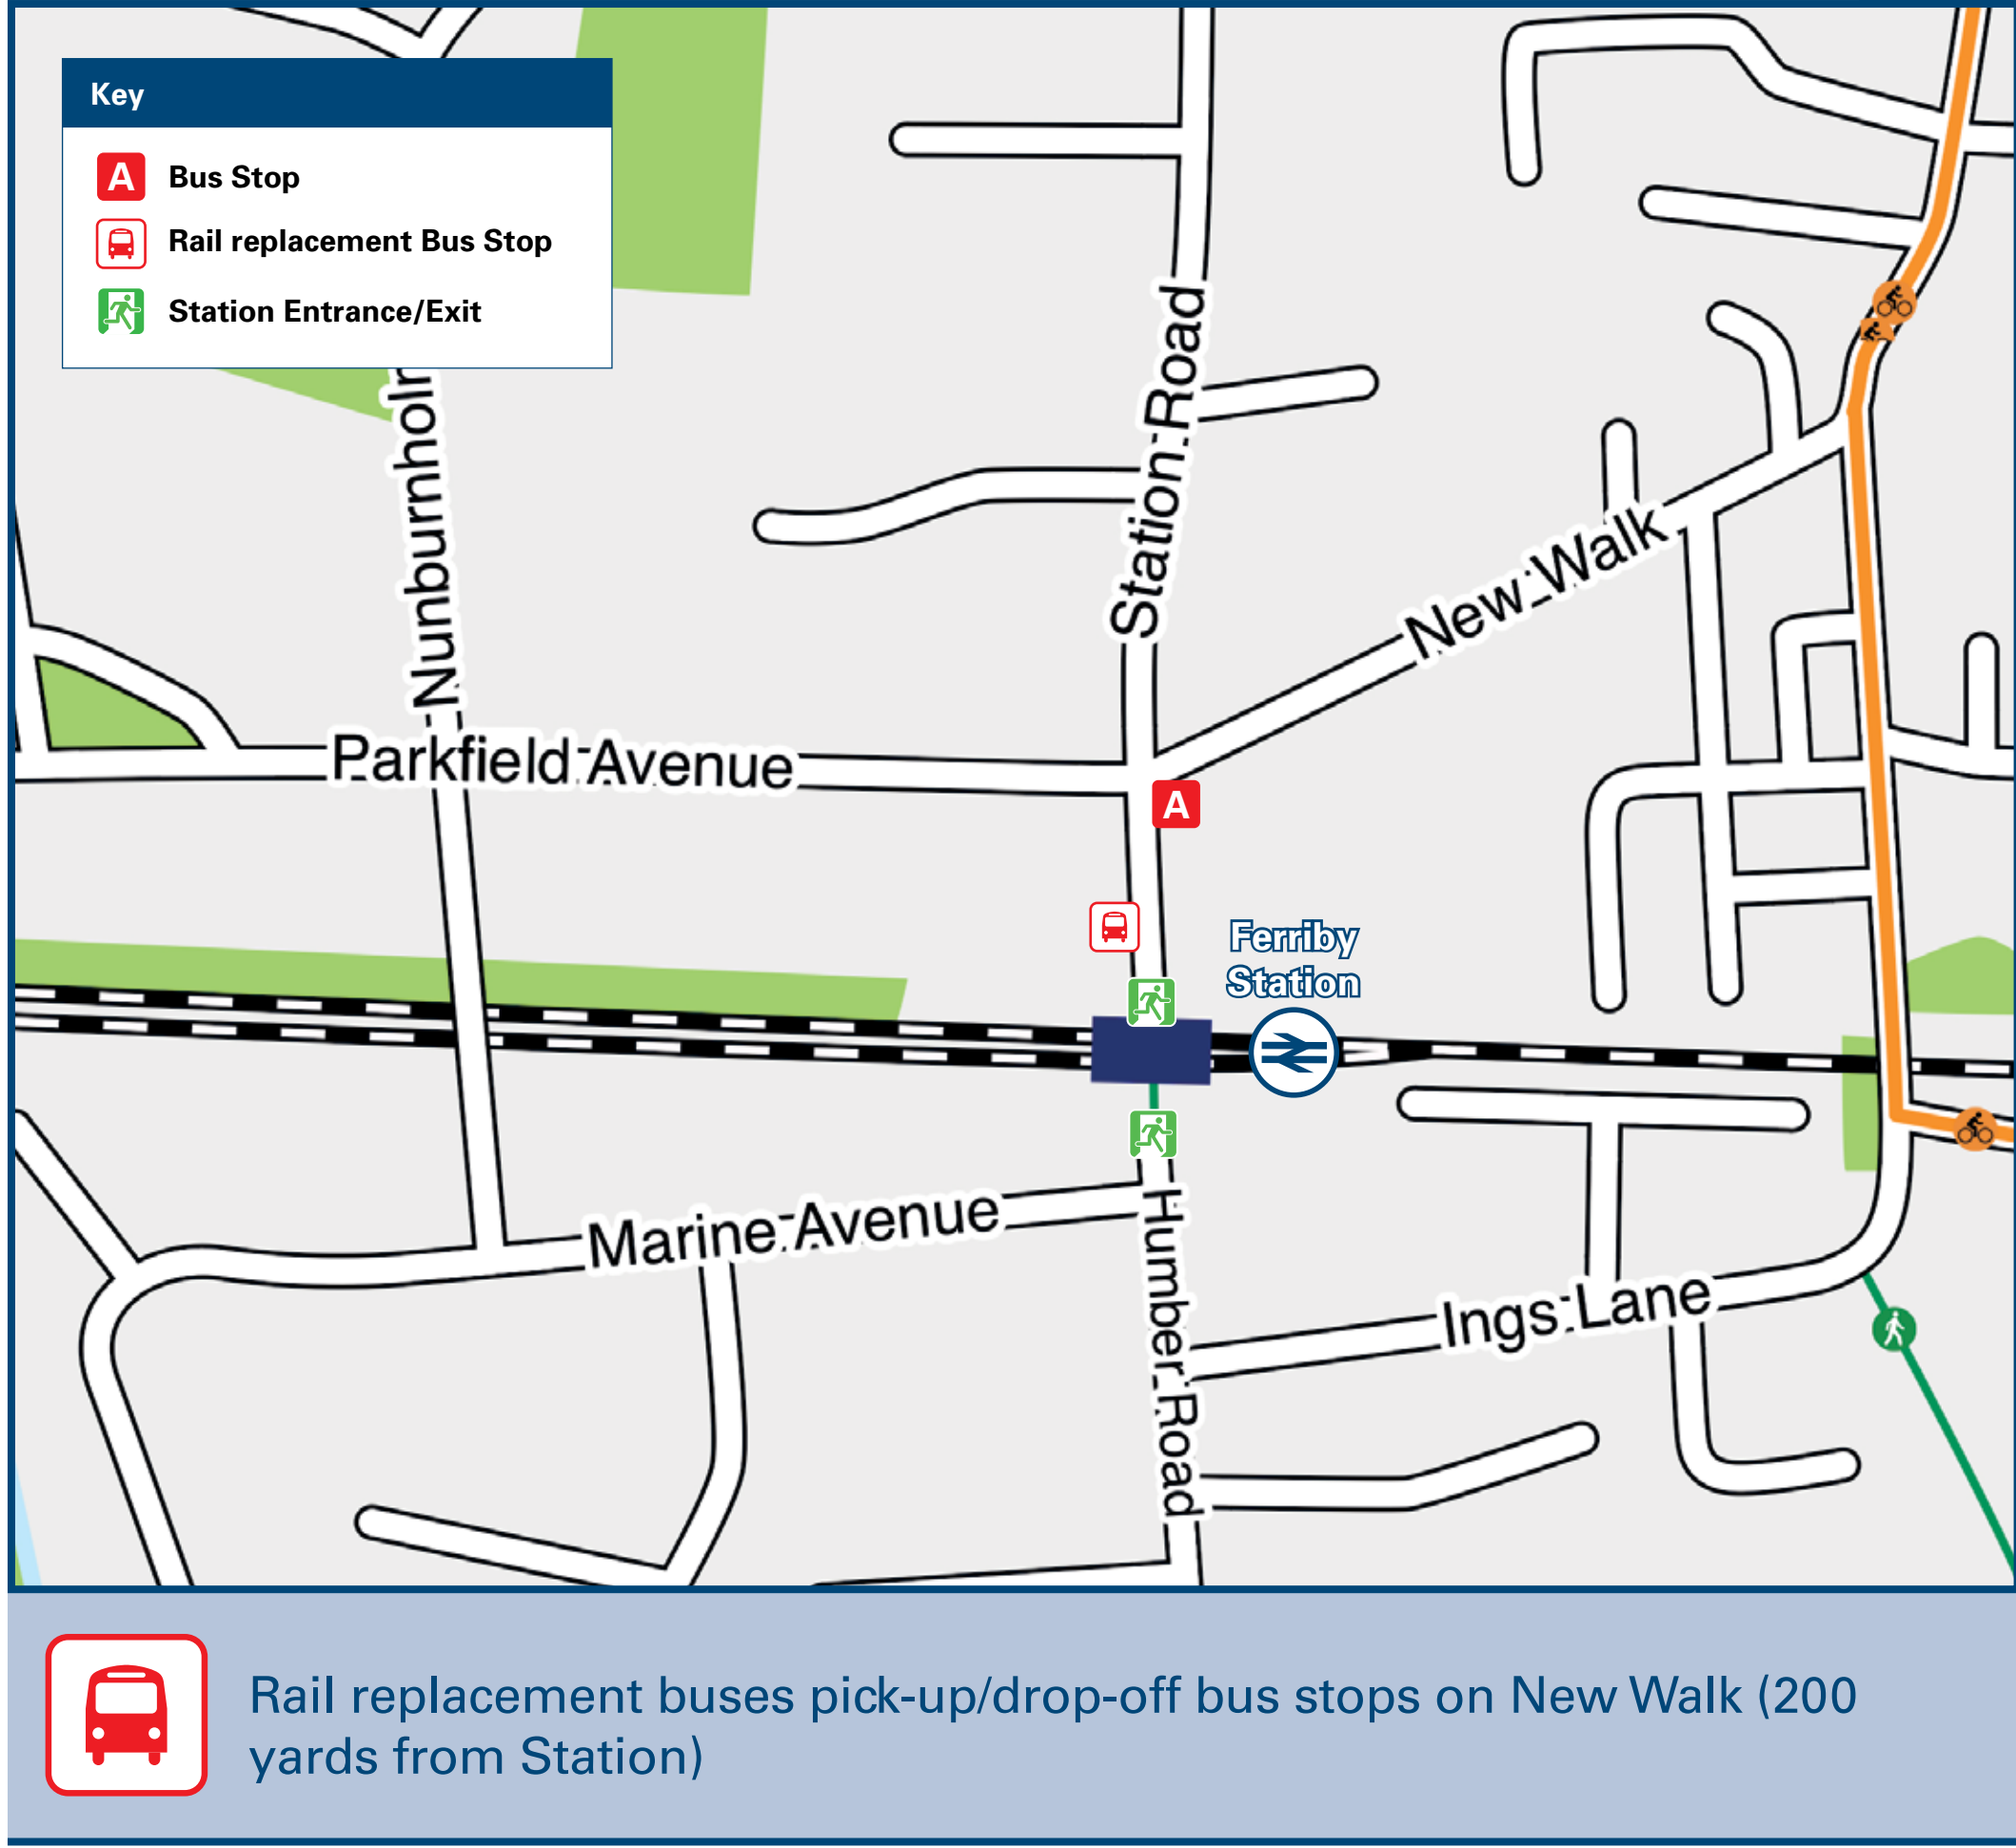 Key
A
Bus Stop
Rail replacement Bus Stop
Station Entrance/Exit
Nunburnholm
Station Road
New Walk
Parkfield Avenue
A
Ferriby
Station
Marine Avenue
Humber Road
Ings Lane
Rail replacement buses pick-up/drop-off bus stops on New Walk (200
yards from Station)